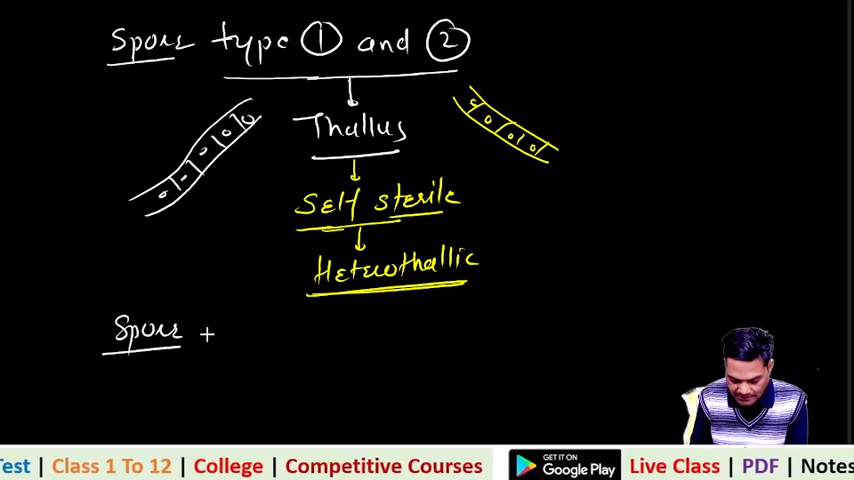 Spore type ① and ②
Thallus
Self sterile
Heterothallic
Spore +
Test | Class 1 To 12 | College | Competitive Courses GET IT ON Google Play Live Class | PDF | Notes